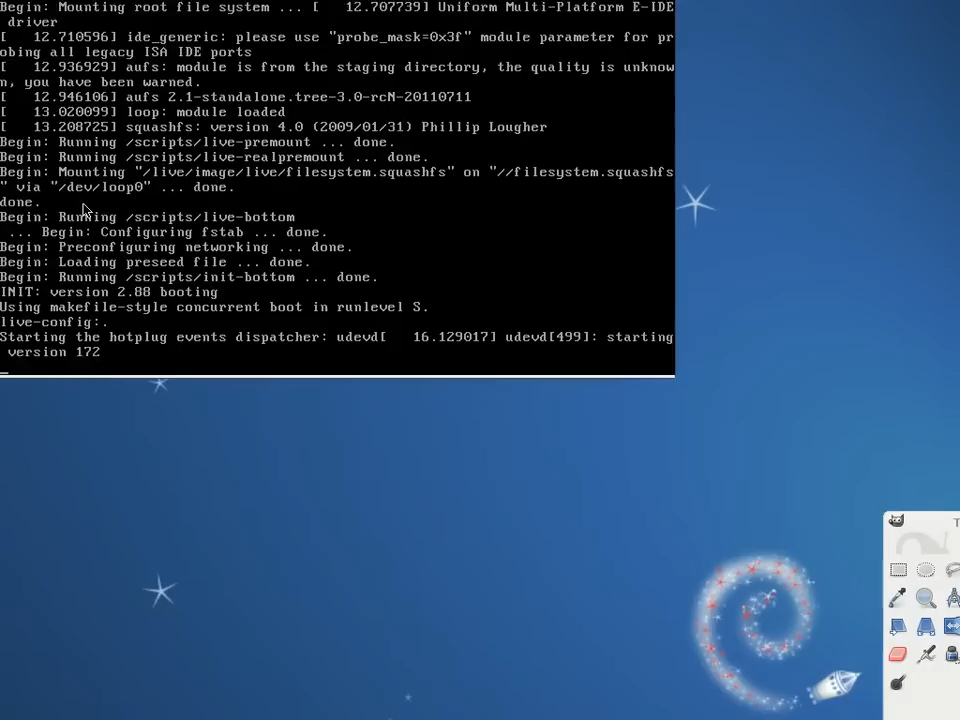 Begin: Mounting root file system ... [   12.707739] Uniform Multi-Platform E-IDE
 driver
[   12.710596] ide_generic: please use "probe_mask=0x3f" module parameter for pr
obing all legacy ISA IDE ports
[   12.936929] aufs: module is from the staging directory, the quality is unknow
n, you have been warned.
[   12.946106] aufs 2.1-standalone.tree-3.0-rcN-20110711
[   13.020099] loop: module loaded
[   13.208725] squashfs: version 4.0 (2009/01/31) Phillip Lougher
Begin: Running /scripts/live-premount ... done.
Begin: Running /scripts/live-realpremount ... done.
Begin: Mounting "/live/image/live/filesystem.squashfs" on "//filesystem.squashfs
" via "/dev/loop0" ... done.
done.
Begin: Running /scripts/live-bottom
 ... Begin: Configuring fstab ... done.
Begin: Preconfiguring networking ... done.
Begin: Loading preseed file ... done.
Begin: Running /scripts/init-bottom ... done.
INIT: version 2.88 booting
Using makefile-style concurrent boot in runlevel S.
live-config:.
Starting the hotplug events dispatcher: udevd[   16.129017] udevd[499]: starting
 version 172
T